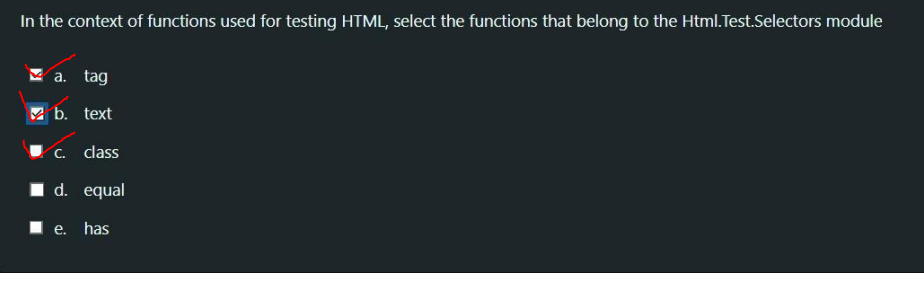 In the context of functions used for testing HTML, select the functions that belong to the Html.Test.Selectors module
a. tag
b. text
c. class
d. equal
e. has